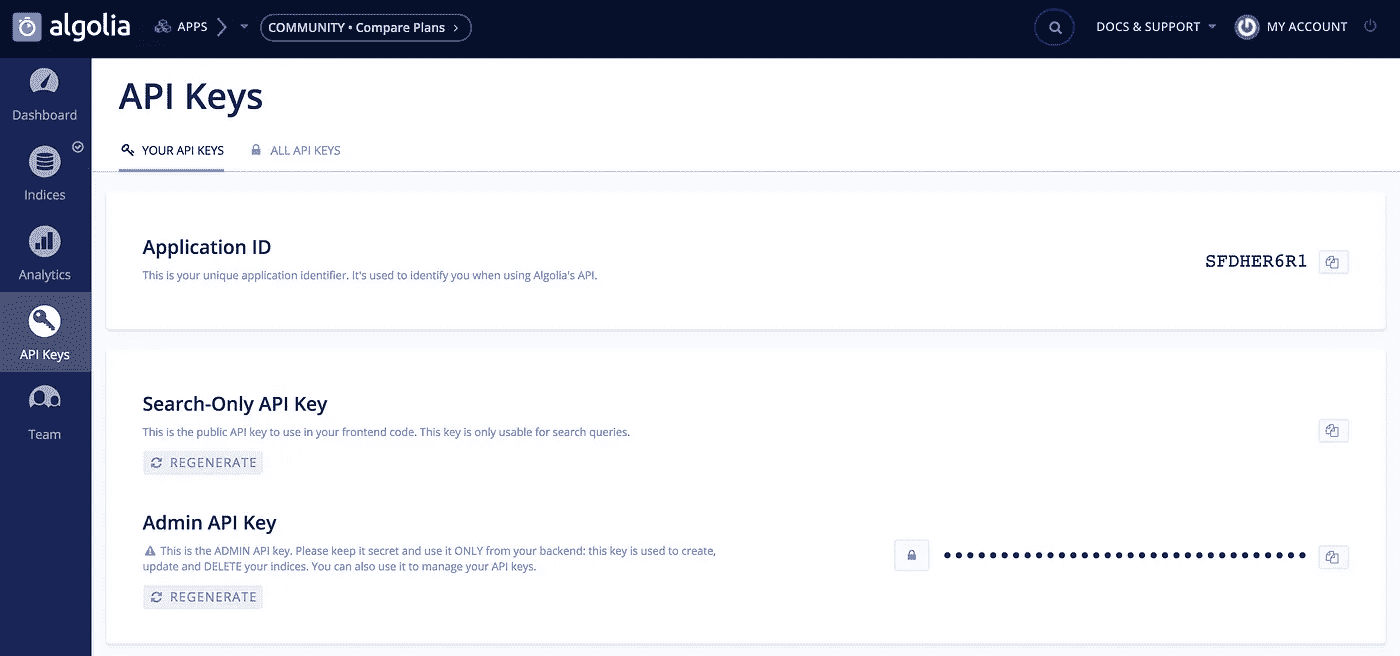 algolia
APPS
COMMUNITY • Compare Plans
DOCS & SUPPORT
MY ACCOUNT
Dashboard
Indices
Analytics
API Keys
Team
API Keys
YOUR API KEYS
ALL API KEYS
Application ID
This is your unique application identifier. It's used to identify you when using Algolia's API.
SFDHER6R1
Search-Only API Key
This is the public API key to use in your frontend code. This key is only usable for search queries.
REGENERATE
Admin API Key
This is the ADMIN API key. Please keep it secret and use it ONLY from your backend: this key is used to create,
update and DELETE your indices. You can also use it to manage your API keys.
REGENERATE